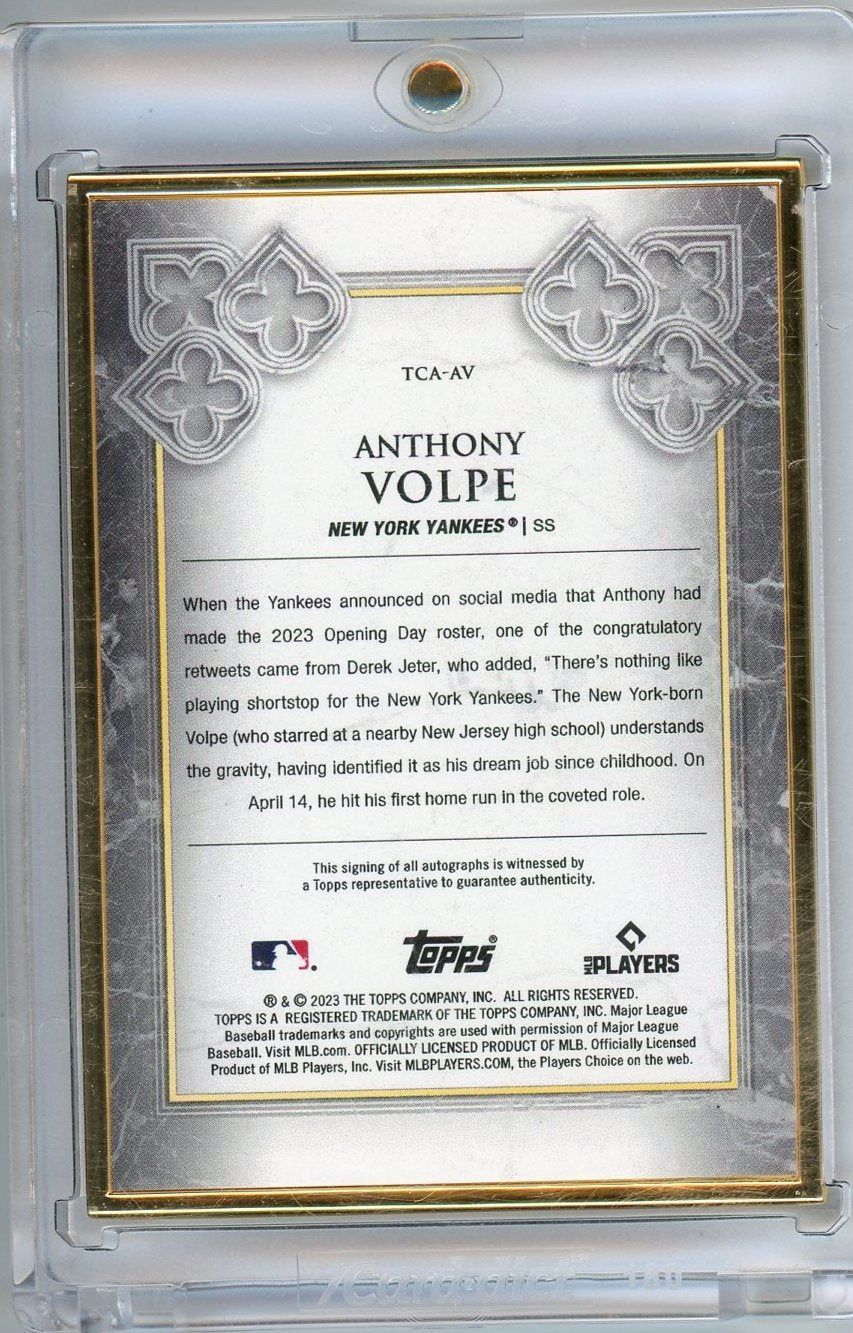 TCA-AV
ANTHONY
VOLPE
NEW YORK YANKEES® | SS
When the Yankees announced on social media that Anthony had
made the 2023 Opening Day roster, one of the congratulatory
retweets came from Derek Jeter, who added, “There’s nothing like
playing shortstop for the New York Yankees.” The New York-born
Volpe (who starred at a nearby New Jersey high school) understands
the gravity, having identified it as his dream job since childhood. On
April 14, he hit his first home run in the coveted role.
This signing of all autographs is witnessed by
a Topps representative to guarantee authenticity.
topps®
MLB PLAYERS
® & © 2023 THE TOPPS COMPANY, INC. ALL RIGHTS RESERVED.
TOPPS IS A REGISTERED TRADEMARK OF THE TOPPS COMPANY, INC. Major League
Baseball trademarks and copyrights are used with permission of Major League
Baseball. Visit MLB.com. OFFICIALLY LICENSED PRODUCT OF MLB. Officially Licensed
Product of MLB Players, Inc. Visit MLBPLAYERS.COM, the Players Choice on the web.